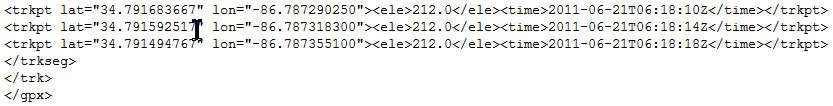 <trkpt lat="34.791683667" lon="-86.787290250"><ele>212.0</ele><time>2011-06-21T06:18:10Z</time></trkpt>
<trkpt lat="34.791592517" lon="-86.787318300"><ele>212.0</ele><time>2011-06-21T06:18:14Z</time></trkpt>
<trkpt lat="34.791494767" lon="-86.787355100"><ele>212.0</ele><time>2011-06-21T06:18:18Z</time></trkpt>
</trkseg>
</trk>
</gpx>